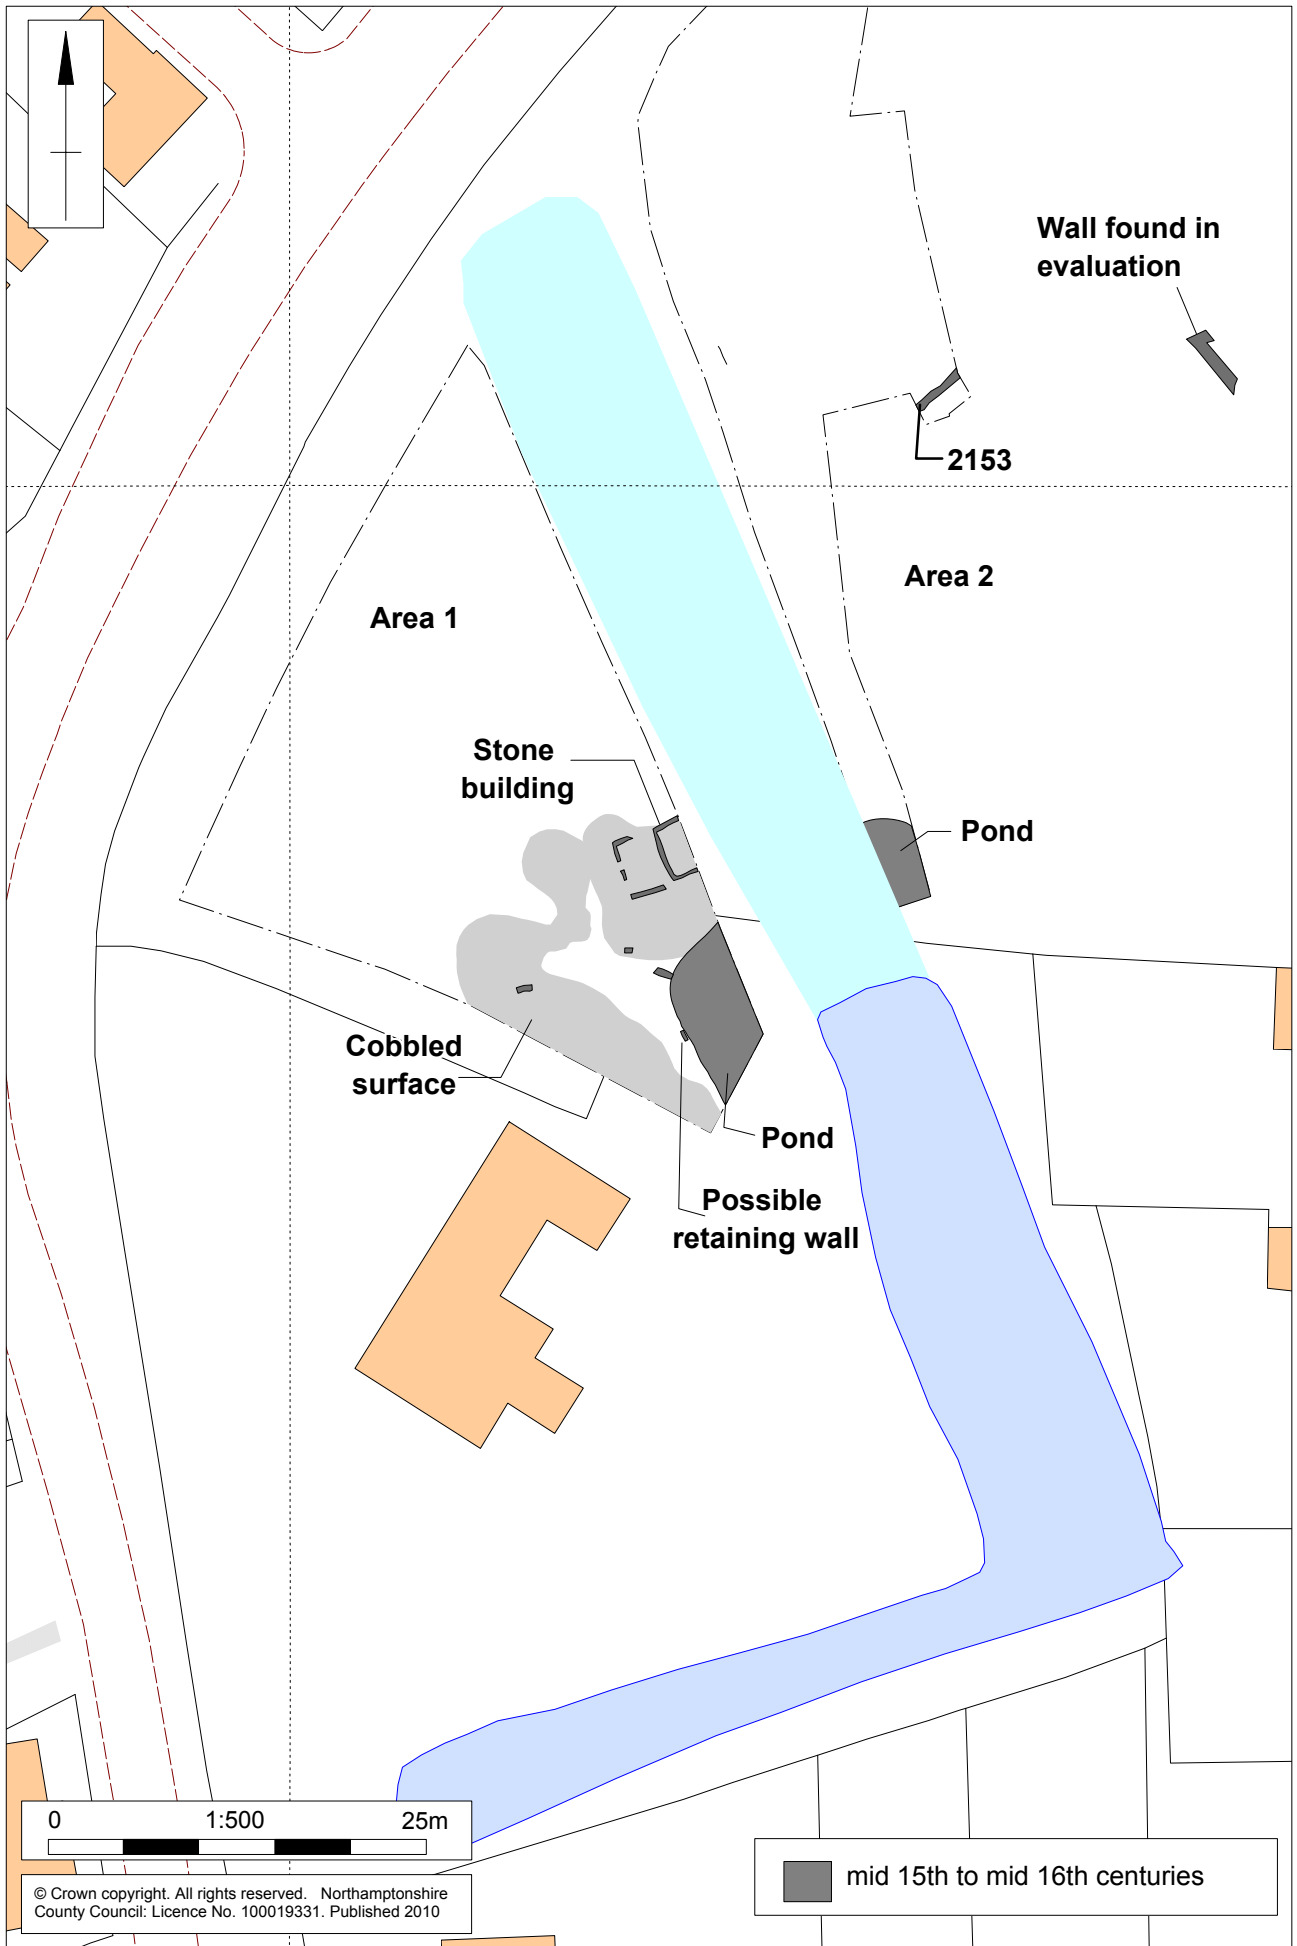 Wall found in
evaluation
2153
Area 2
Area 1
Stone
building
Pond
Cobbled
surface
Pond
Possible
retaining wall
0 1:500 25m
mid 15th to mid 16th centuries
© Crown copyright. All rights reserved. Northamptonshire
County Council: Licence No. 100019331. Published 2010